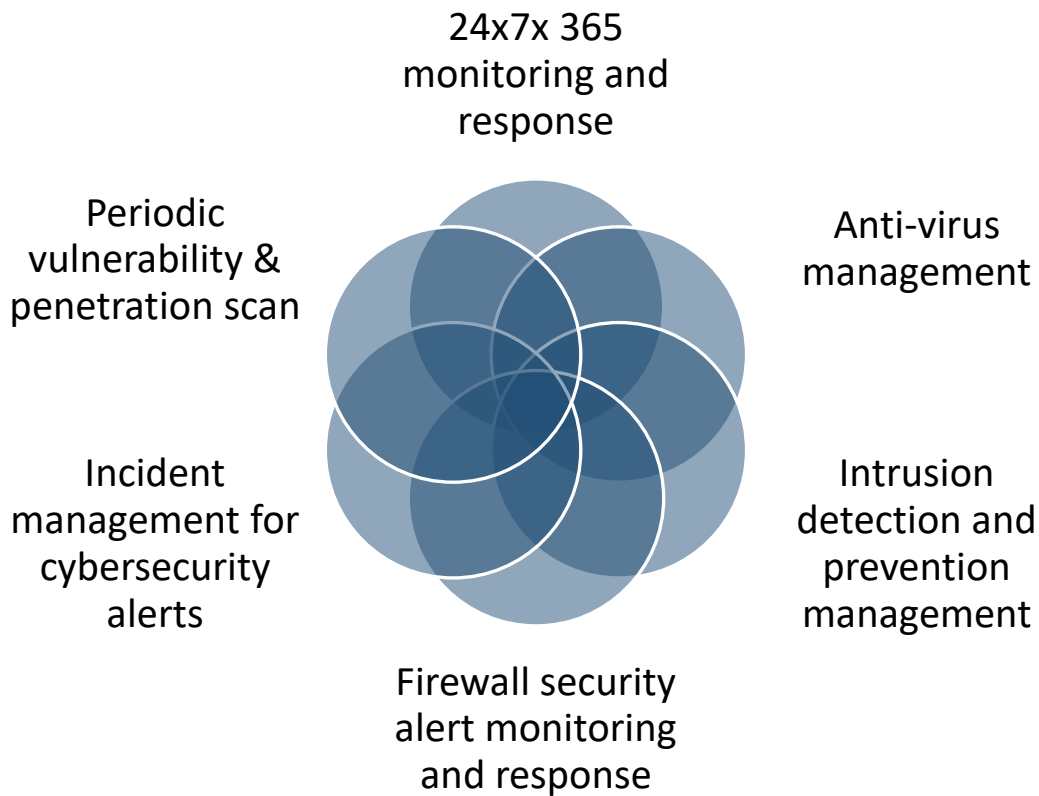 24x7x 365
monitoring and
response
Anti-virus
management
Intrusion
detection and
prevention
management
Firewall security
alert monitoring
and response
Incident
management for
cybersecurity
alerts
Periodic
vulnerability &
penetration scan